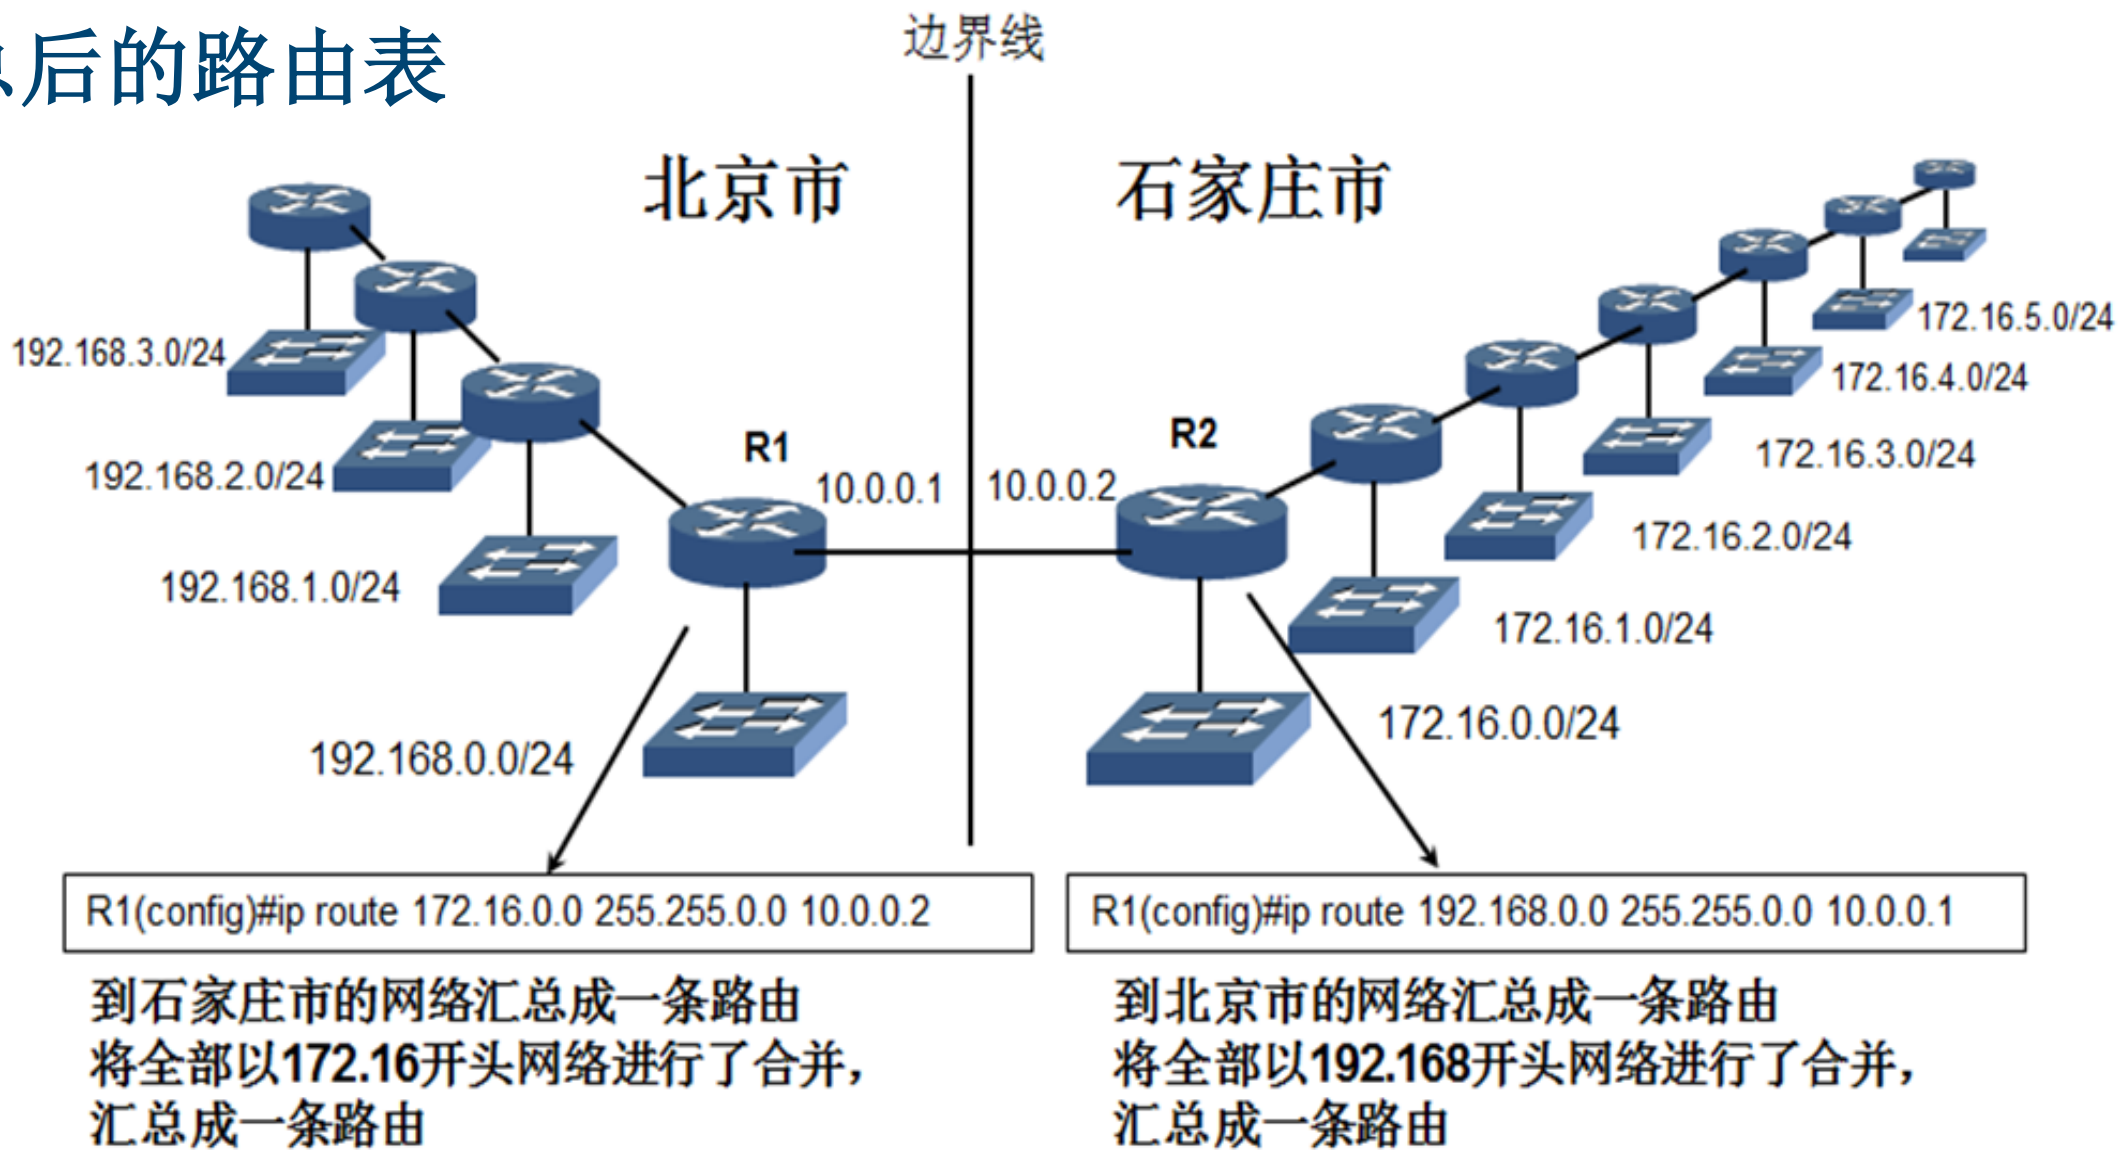 后的路由表
边界线
北京市
石家庄市
192.168.3.0/24
192.168.2.0/24
192.168.1.0/24
192.168.0.0/24
R1
10.0.0.1
10.0.0.2
R2
172.16.5.0/24
172.16.4.0/24
172.16.3.0/24
172.16.2.0/24
172.16.1.0/24
172.16.0.0/24
R1(config)#ip route 172.16.0.0 255.255.0.0 10.0.0.2
到石家庄市的网络汇总成一条路由
将全部以172.16开头网络进行了合并，
汇总成一条路由
R1(config)#ip route 192.168.0.0 255.255.0.0 10.0.0.1
到北京市的网络汇总成一条路由
将全部以192.168开头网络进行了合并，
汇总成一条路由